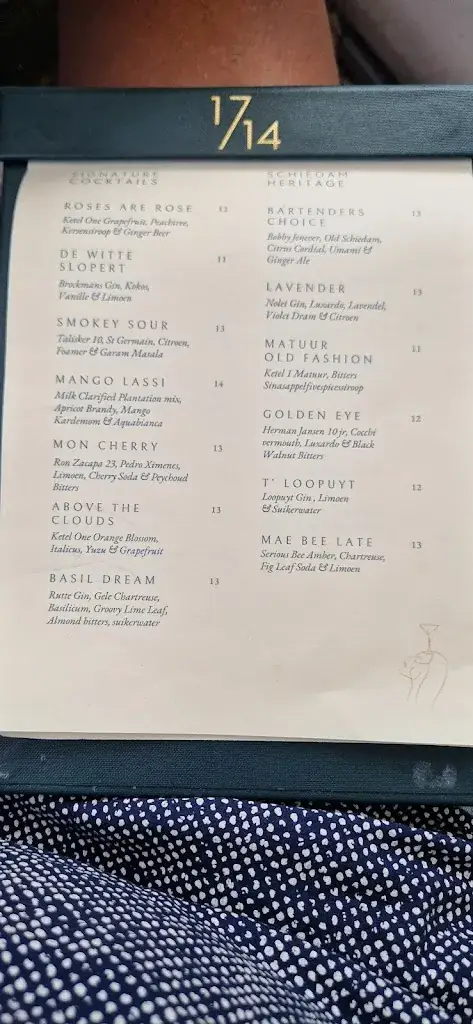 17/14
SIGNATURE
COCKTAILS
ROSES ARE ROSE 13
Ketel One Grapefruit, Peachtree,
Kersenstroop & Ginger Beer
DE WITTE
SLOPERT 11
Brockmans Gin, Kokos,
Vanille & Limoen
SMOKEY SOUR 13
Talisker 10, St Germain, Citroen,
Foamer & Garam Masala
MANGO LASSI 14
Milk Clarified Plantation mix,
Apricot Brandy, Mango
Kardemom & Aquabianca
MON CHERRY 13
Ron Zacapa 23, Pedro Ximenes,
Limoen, Cherry Soda & Peychoud
Bitters
ABOVE THE 13
CLOUDS
Ketel One Orange Blossom,
Italicus, Yuzu & Grapefruit
BASIL DREAM 13
Rutte Gin, Gele Chartreuse,
Basilicum, Groovy Lime Leaf,
Almond bitters, suikerwater
SCHIEDAM
HERITAGE
BARTENDERS 13
CHOICE
Bobby Jenever, Old Schiedam,
Citrus Cordial, Umami &
Ginger Ale
LAVENDER 13
Nolet Gin, Luxardo, Lavendel,
Violet Dram & Citroen
MATUUR 11
OLD FASHION
Ketel 1 Matuur, Bitters
Sinasappelfivespicesstroop
GOLDEN EYE 12
Herman Jansen 10 jr, Cocchi
vermouth, Luxardo & Black
Walnut Bitters
T' LOOPUYT 12
Loopuyt Gin , Limoen
& Suikerwater
MAE BEE LATE 13
Serious Bee Amber, Chartreuse,
Fig Leaf Soda & Limoen